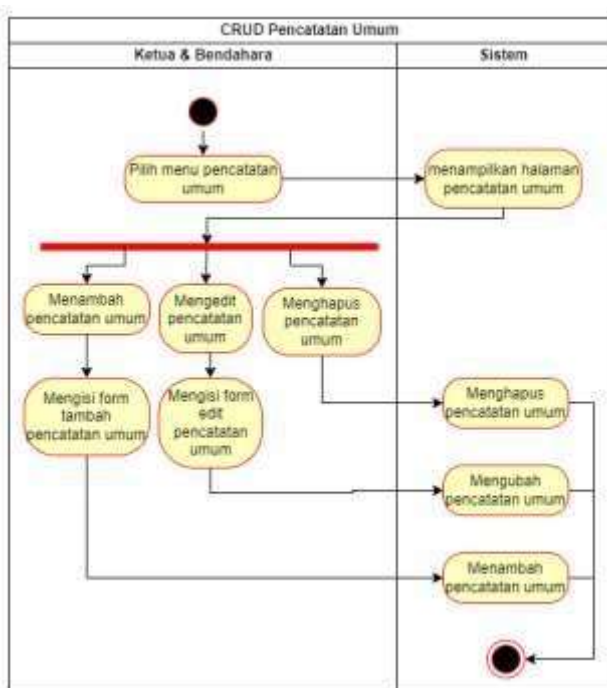 CRUD Pencatatan Umum
Ketua & Bendahara
Sistem
Pilih menu pencatatan
umum
menampilkan halaman
pencatatan umum
Menambah
pencatatan umum
Mengedit
pencatatan
umum
Menghapus
pencatatan
umum
Mengisi form
tambah
pencatatan umum
Mengisi form
edit
pencatatan
umum
Menghapus
pencatatan umum
Mengubah
pencatatan umum
Menambah
pencatatan umum